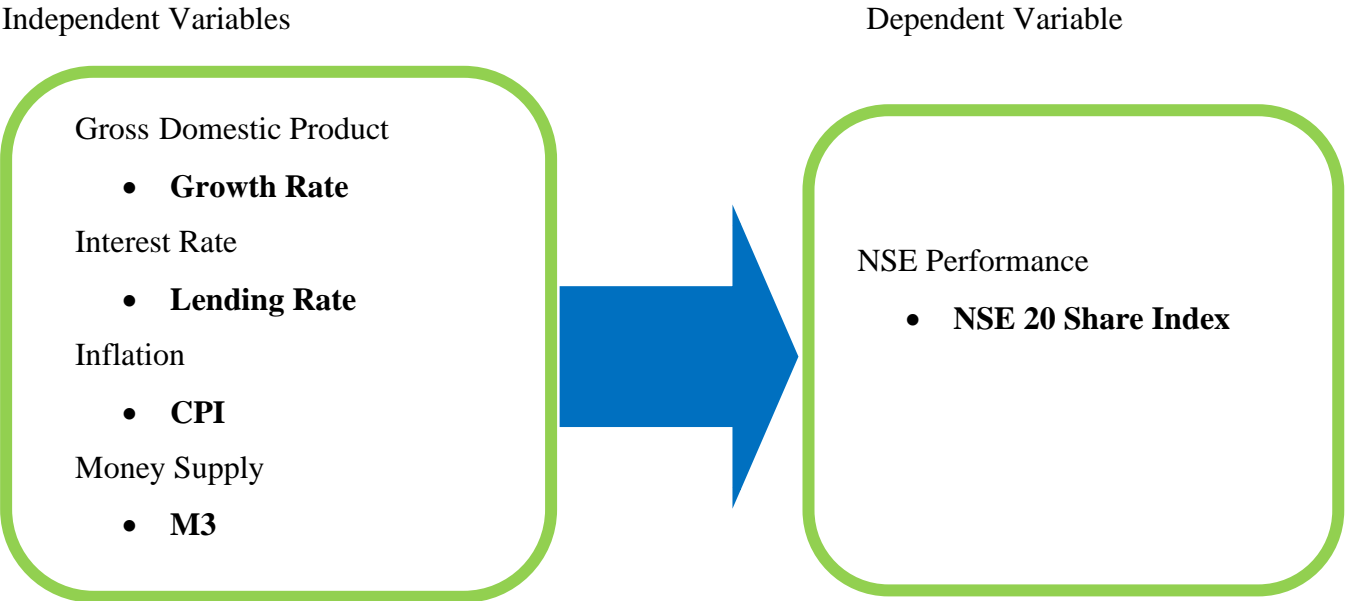 Independent Variables
Dependent Variable
Gross Domestic Product
• Growth Rate
Interest Rate
• Lending Rate
Inflation
• CPI
Money Supply
• M3
NSE Performance
• NSE 20 Share Index